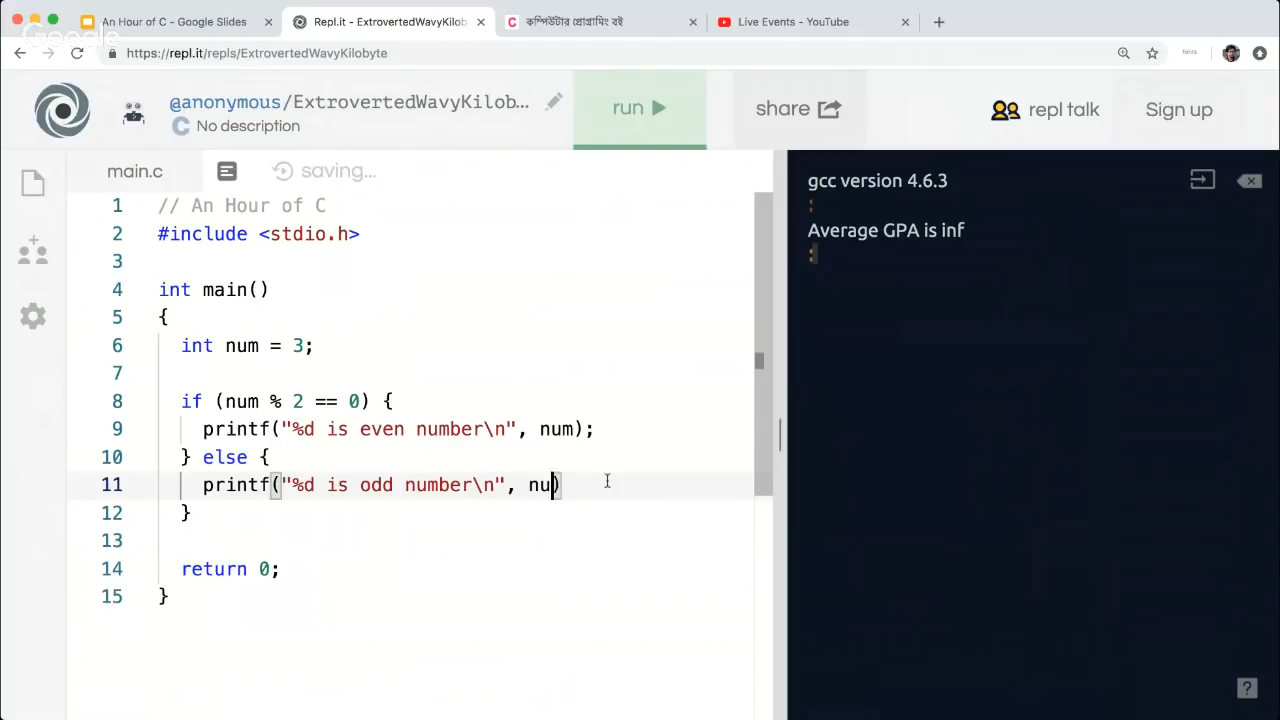 An Hour of C - Google Slides
Repl.it - ExtrovertedWavyKilob
কম্পিউটার প্রোগ্রামিং বই
Live Events - YouTube
Google
https://repl.it/repls/ExtrovertedWavyKilobyte
fonts
@anonymous/ExtrovertedWavyKilob...
No description
run
share
repl talk
Sign up
main.c
saving...
1 // An Hour of C
2 #include <stdio.h>
3
4 int main()
5 {
6 int num = 3;
7
8 if (num % 2 == 0) {
9 printf("%d is even number\n", num);
10 } else {
11 printf("%d is odd number\n", nu)
12 }
13
14 return 0;
15 }
gcc version 4.6.3
Average GPA is inf